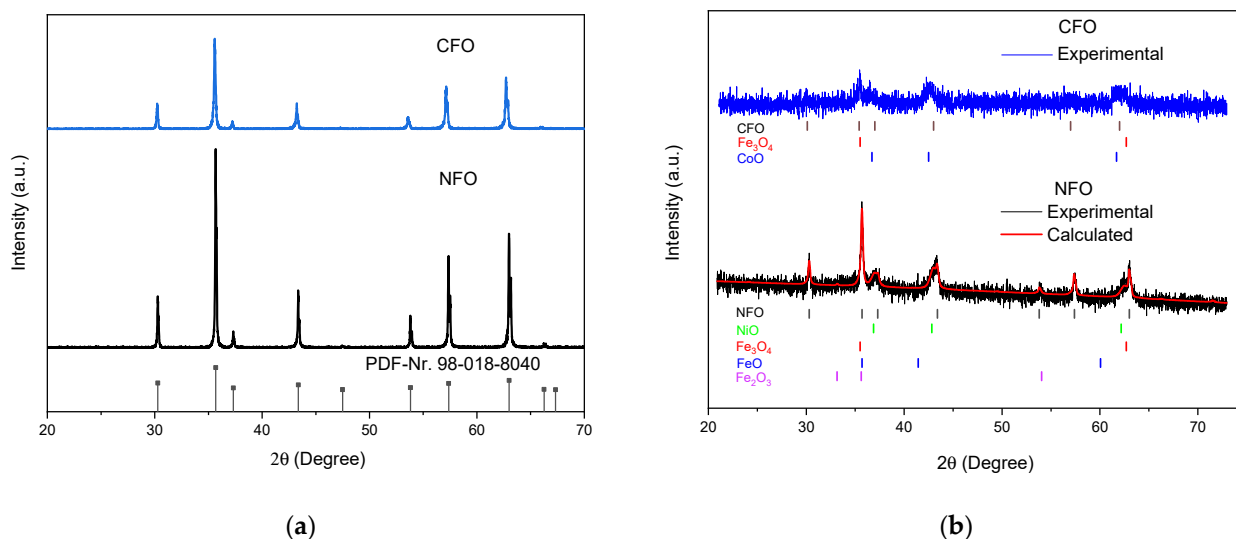 CFO
NFO
PDF-Nr. 98-018-8040
Intensity (a.u.)
20 30 40 50 60 70
2θ (Degree)
(a)
CFO
Experimental
CFO
Fe₃O₄
CoO
NFO
Experimental
Calculated
NFO
NiO
Fe₃O₄
FeO
Fe₂O₃
Intensity (a.u.)
20 30 40 50 60 70
2θ (Degree)
(b)